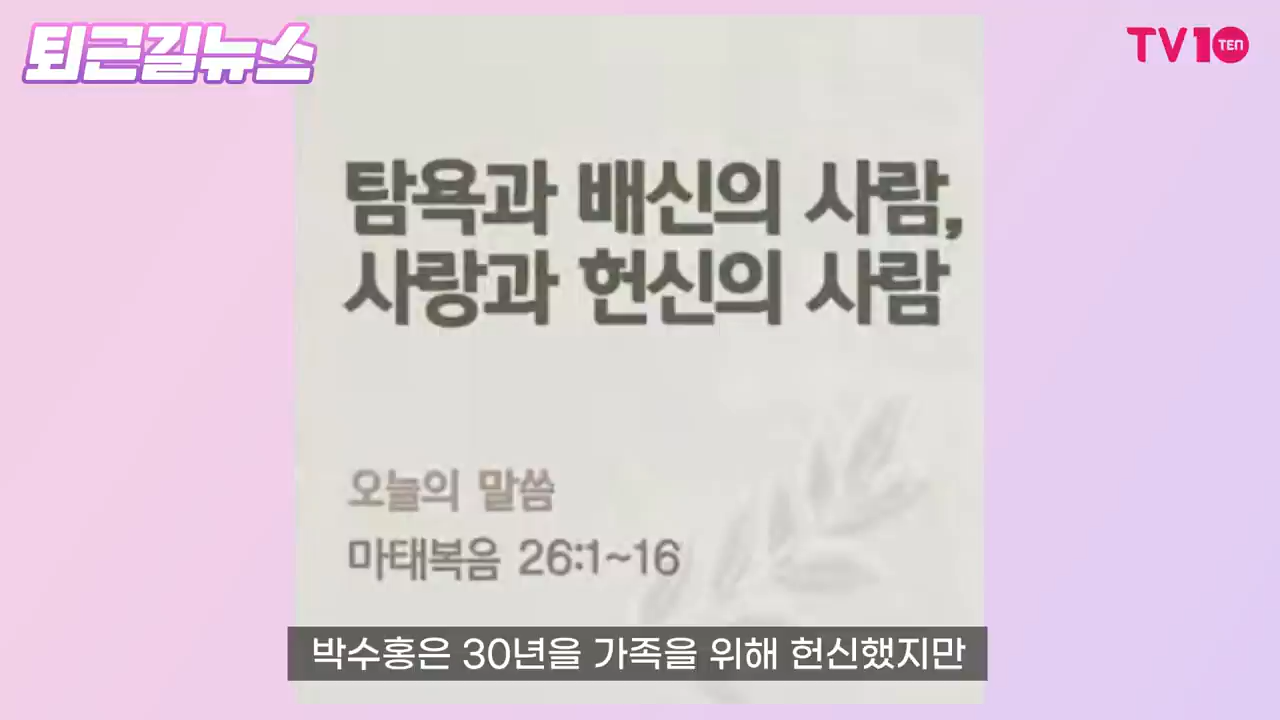 퇴근길뉴스
TV10
TEN
탐욕과 배신의 사람,
사랑과 헌신의 사람
오늘의 말씀
마태복음 26:1~16
박수홍은 30년을 가족을 위해 헌신했지만